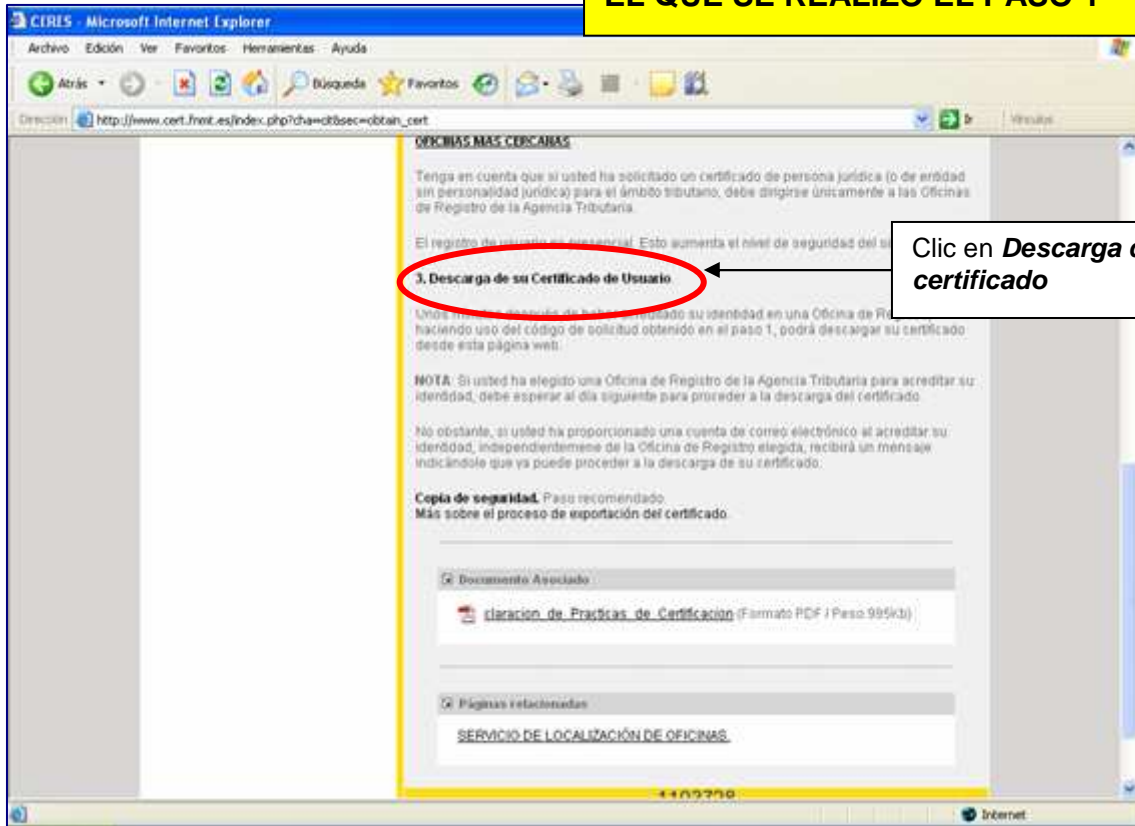 EL QUE SE REALIZÓ EL PASO 1
CERES - Microsoft Internet Explorer
Archivo Edición Ver Favoritos Herramientas Ayuda
Atrás Búsqueda Favoritos
Dirección http://www.cert.fnmt.es/index.php?cha=cit&sec=obtain_cert Ir Vínculos
OFICINAS MÁS CERCANAS
Tenga en cuenta que si usted ha solicitado un certificado de persona jurídica (o de entidad
sin personalidad jurídica) para el ámbito tributario, debe dirigirse únicamente a las Oficinas
de Registro de la Agencia Tributaria.
El registro de usuario es presencial. Esto aumenta el nivel de seguridad del
Clic en Descarga
certificado
3. Descarga de su Certificado de Usuario.
Unos minutos después de haber acreditado su identidad en una Oficina de
haciendo uso del código de solicitud obtenido en el paso 1, podrá descargar su certificado
desde esta página web.
NOTA: Si usted ha elegido una Oficina de Registro de la Agencia Tributaria para acreditar su
identidad, debe esperar al día siguiente para proceder a la descarga del certificado.
No obstante, si usted ha proporcionado una cuenta de correo electrónico al acreditar su
identidad, independientemene de la Oficina de Registro elegida, recibirá un mensaje
indicándole que ya puede proceder a la descarga de su certificado.
Copia de seguridad. Paso recomendado.
Más sobre el proceso de exportación del certificado.
Documento Asociado
claracion_de_Practicas_de_Certificacion (Formato PDF / Peso 995Kb)
Páginas relacionadas
SERVICIO DE LOCALIZACIÓN DE OFICINAS.
Internet